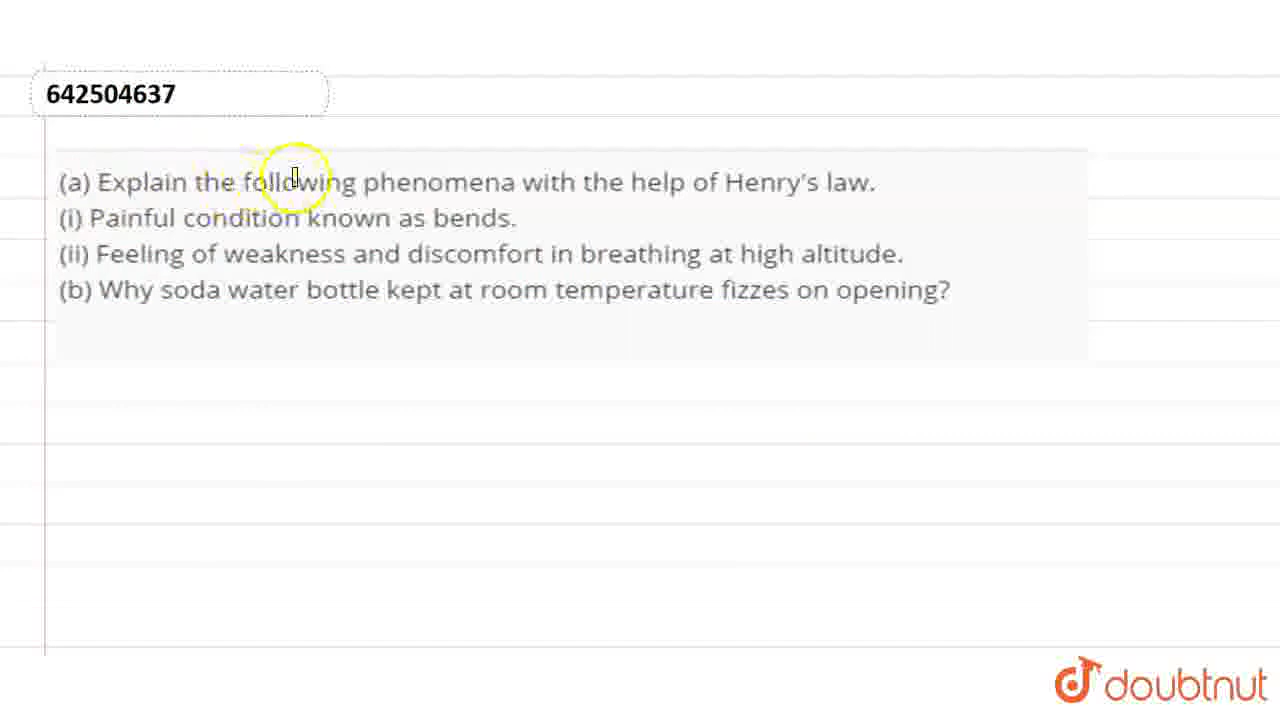 642504637
(a) Explain the following phenomena with the help of Henry's law.
(i) Painful condition known as bends.
(ii) Feeling of weakness and discomfort in breathing at high altitude.
(b) Why soda water bottle kept at room temperature fizzes on opening?
doubtnut